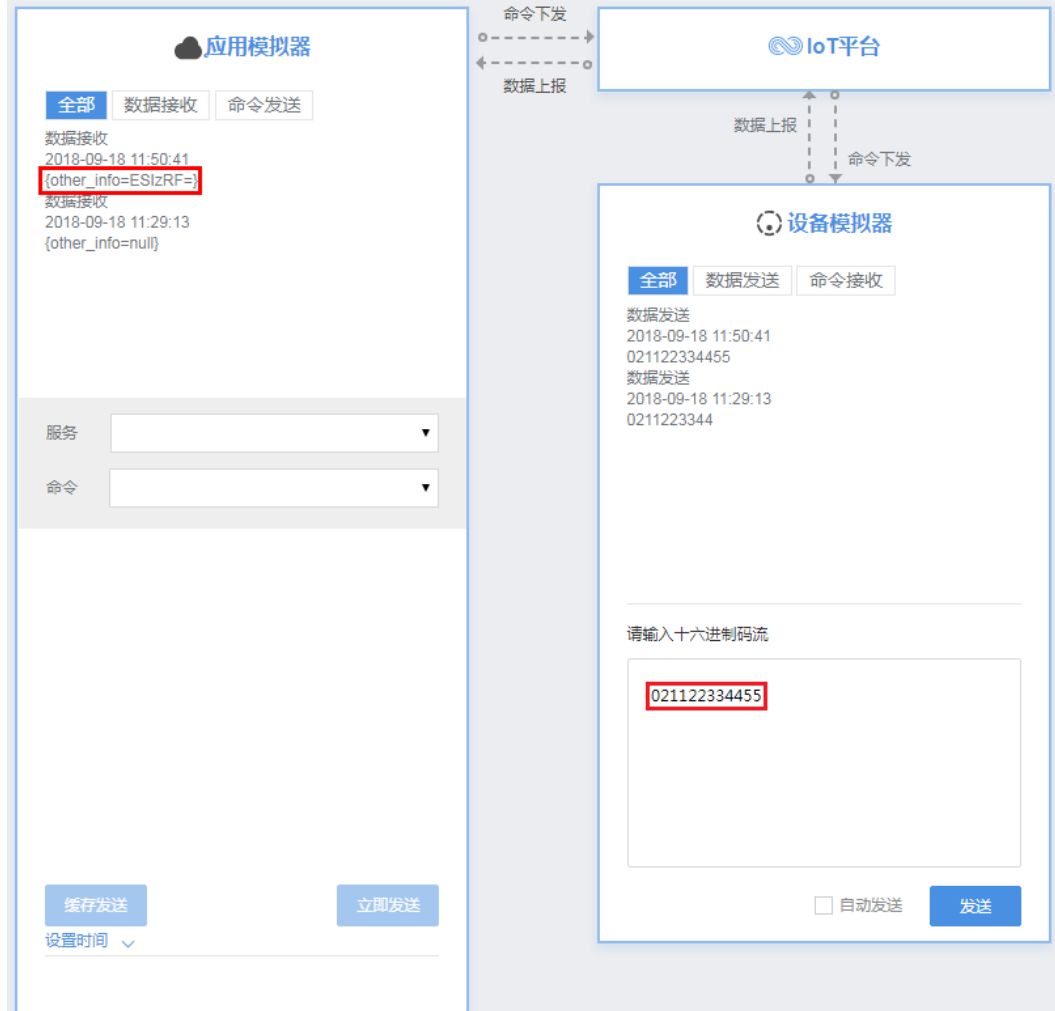 命令下发
数据上报
应用模拟器
全部 数据接收 命令发送
数据接收
2018-09-18 11:50:41
{other_info=ESIzRF=}
数据接收
2018-09-18 11:29:13
{other_info=null}
服务
命令
缓存发送 立即发送
设置时间
IoT平台
数据上报
命令下发
设备模拟器
全部 数据发送 命令接收
数据发送
2018-09-18 11:50:41
021122334455
数据发送
2018-09-18 11:29:13
0211223344
请输入十六进制码流
021122334455
自动发送 发送